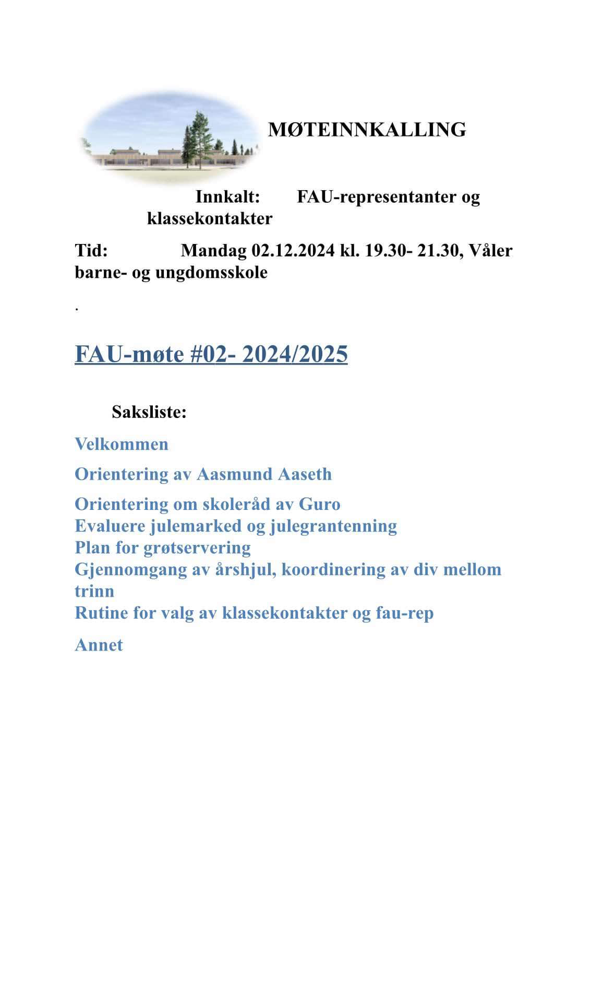 MØTEINNKALLING
Innkalt: FAU-representanter og
klassekontakter
Tid: Mandag 02.12.2024 kl. 19.30- 21.30, Våler
barne- og ungdomsskole
.
FAU-møte #02- 2024/2025
Saksliste:
Velkommen
Orientering av Aasmund Aaseth
Orientering om skoleråd av Guro
Evaluere julemarked og julegrantenning
Plan for grøtservering
Gjennomgang av årshjul, koordinering av div mellom
trinn
Rutine for valg av klassekontakter og fau-rep
Annet